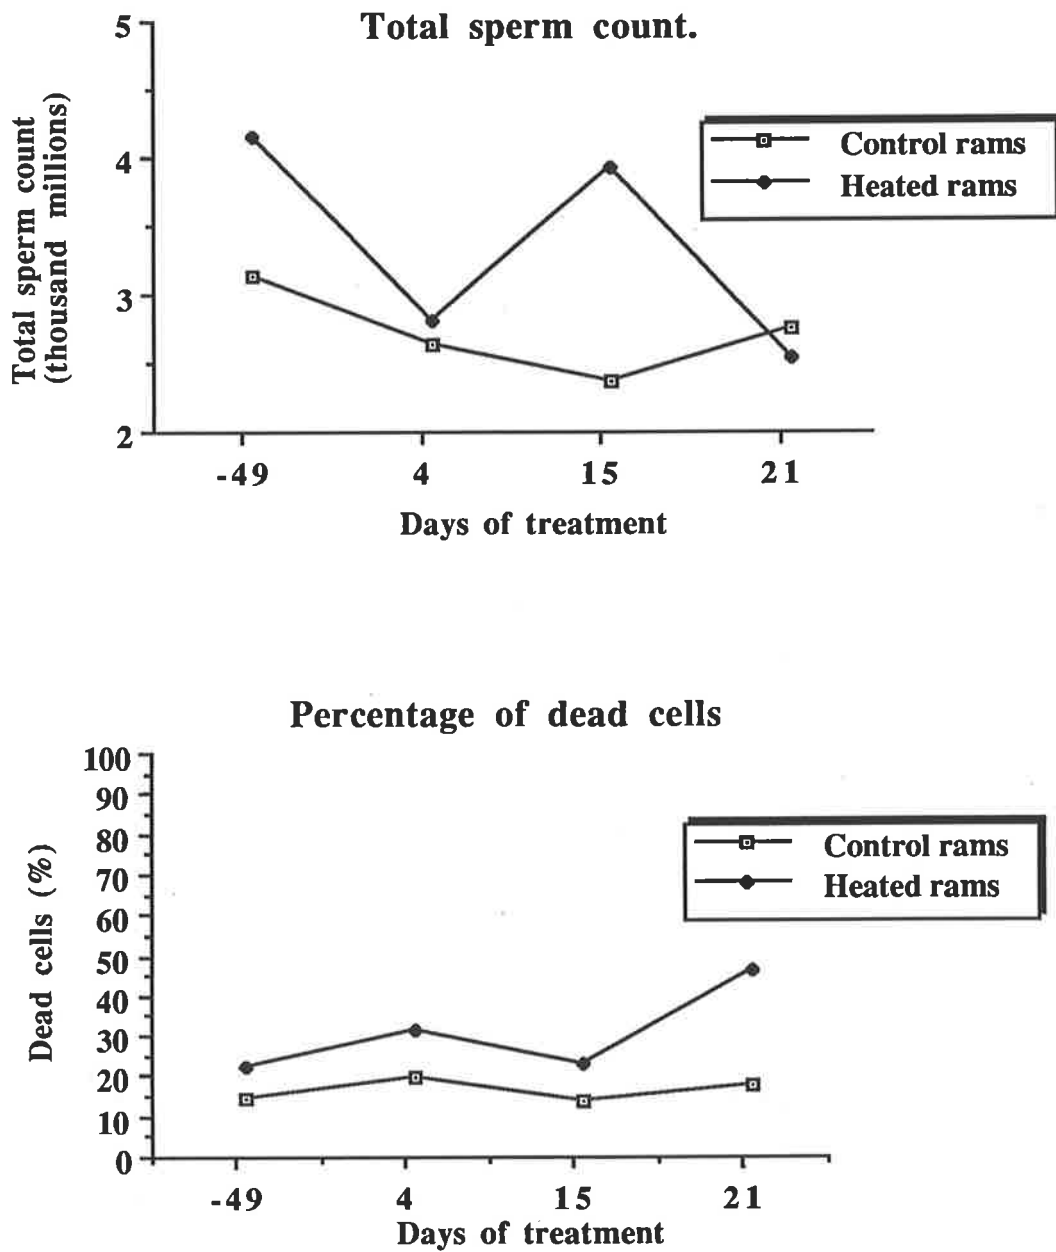 Total sperm count.
5
4
3
2
Total sperm count
(thousand millions)
Control rams
Heated rams
-49 4 15 21
Days of treatment
Percentage of dead cells
100
90
80
70
60
50
40
30
20
10
0
Dead cells (%)
Control rams
Heated rams
-49 4 15 21
Days of treatment